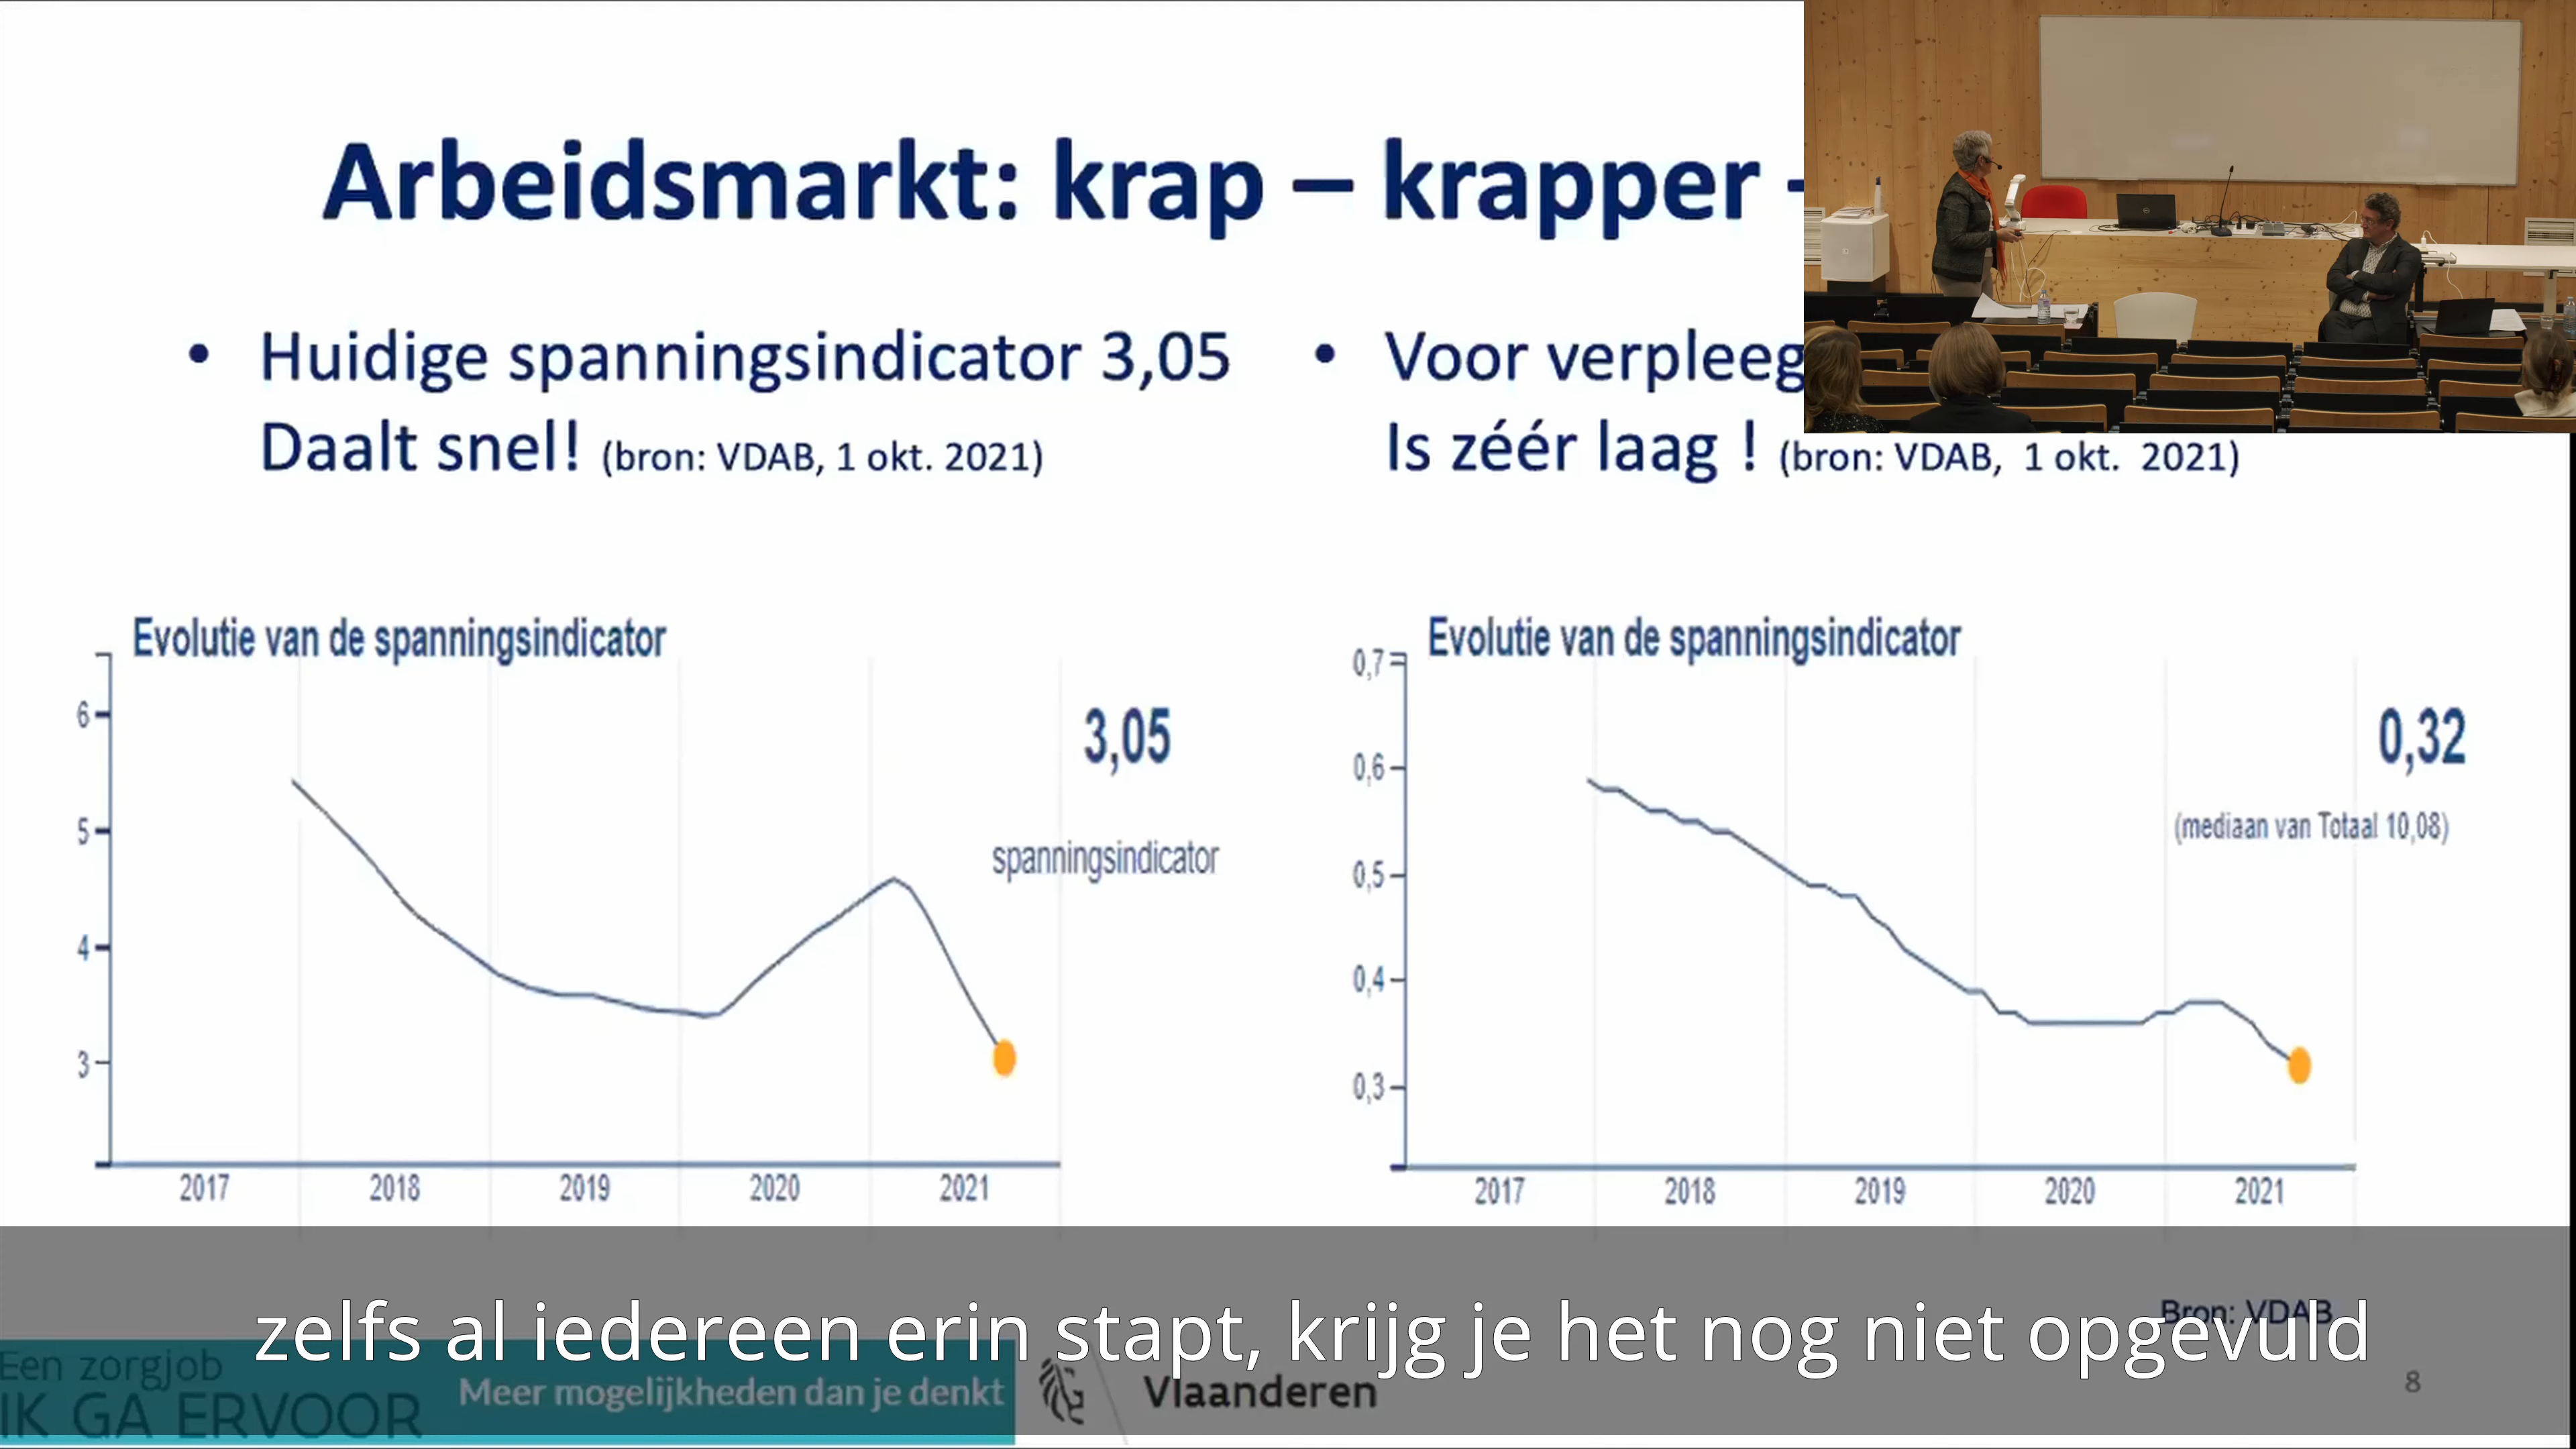 Arbeidsmarkt: krap – krapper -
• Huidige spanningsindicator 3,05
Daalt snel! (bron: VDAB, 1 okt. 2021)
• Voor verpleeg
Is zéér laag ! (bron: VDAB, 1 okt. 2021)
Evolutie van de spanningsindicator
6
5
4
3
3,05
spanningsindicator
2017 2018 2019 2020 2021
Evolutie van de spanningsindicator
0,7
0,6
0,5
0,4
0,3
0,32
(mediaan van Totaal 10,08)
2017 2018 2019 2020 2021
Bron: VDAB
zelfs al iedereen erin stapt, krijg je het nog niet opgevuld
Een zorgjob
IK GA ERVOOR
Meer mogelijkheden dan je denkt
Vlaanderen
8